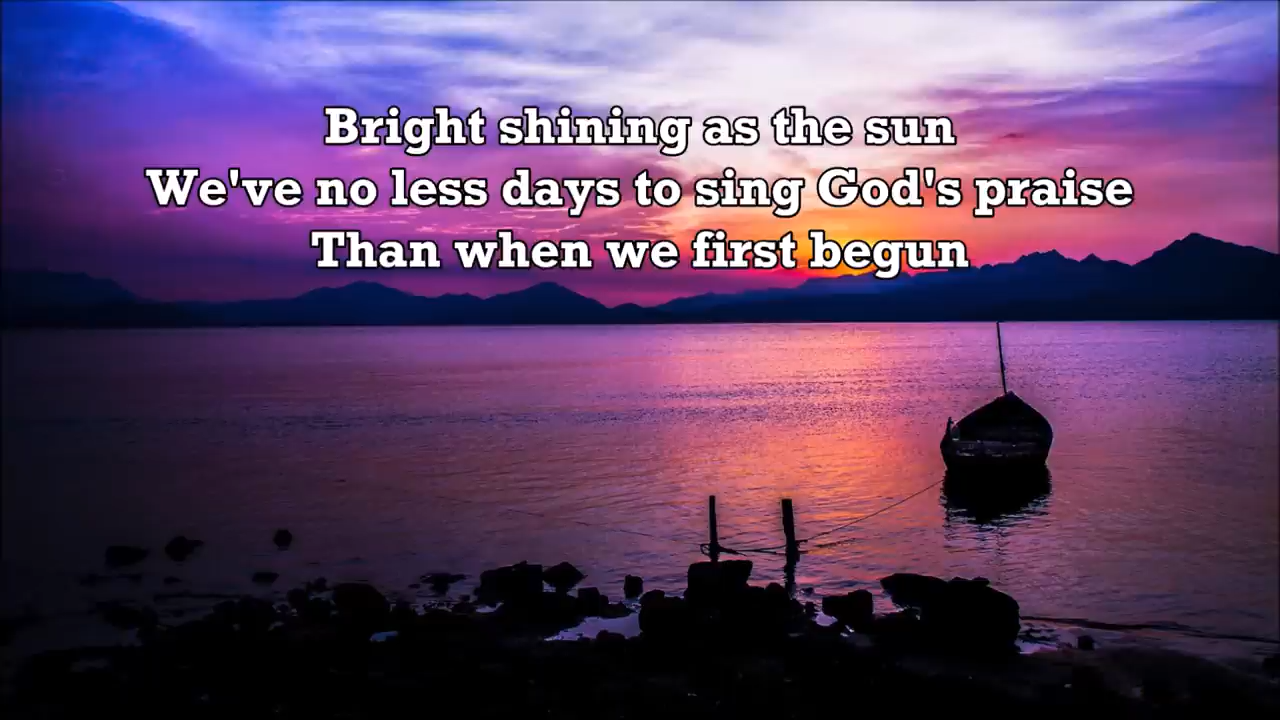 Bright shining as the sun
We've no less days to sing God's praise
Than when we first begun